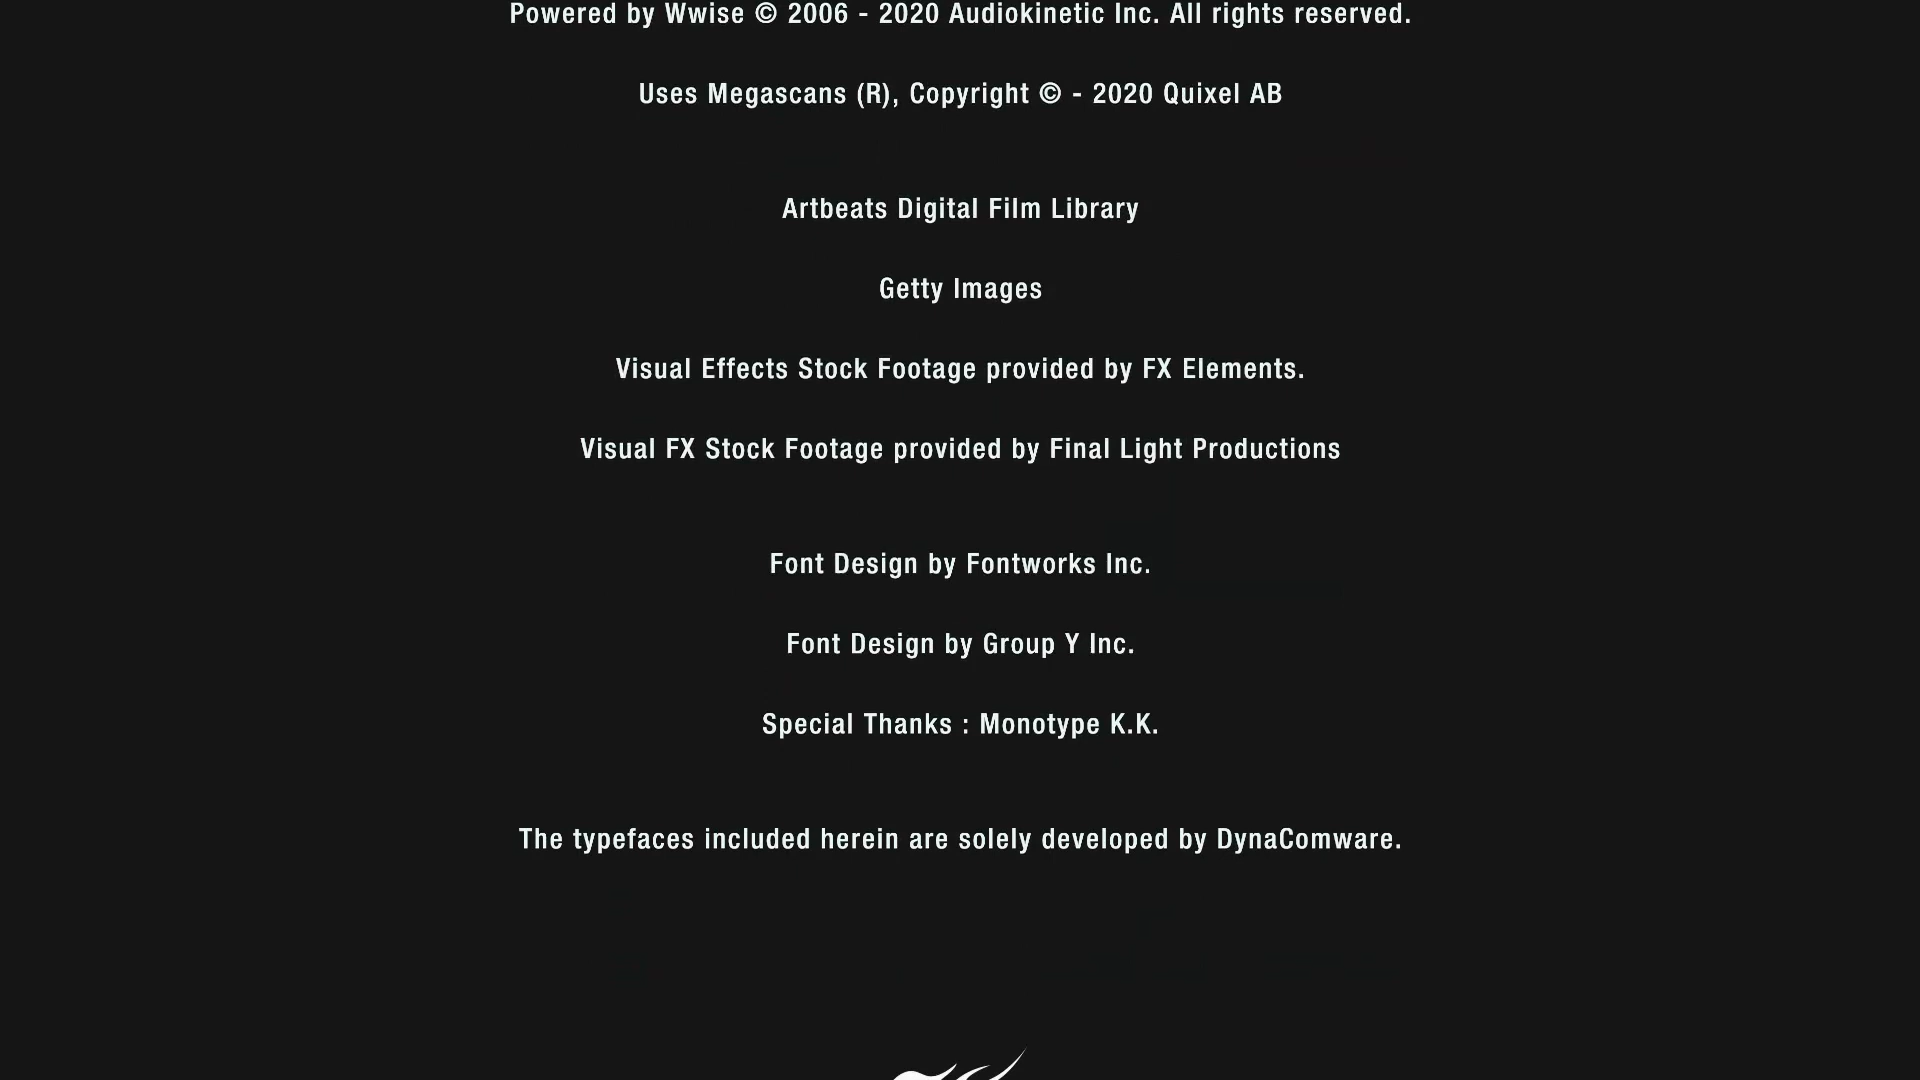 Powered by Wwise © 2006 - 2020 Audiokinetic Inc. All rights reserved.
Uses Megascans (R), Copyright © - 2020 Quixel AB
Artbeats Digital Film Library
Getty Images
Visual Effects Stock Footage provided by FX Elements.
Visual FX Stock Footage provided by Final Light Productions
Font Design by Fontworks Inc.
Font Design by Group Y Inc.
Special Thanks : Monotype K.K.
The typefaces included herein are solely developed by DynaComware.